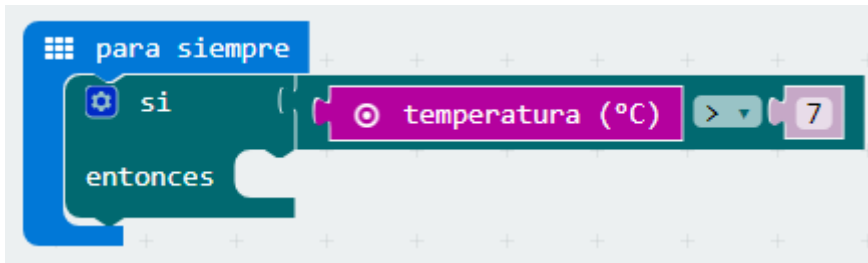 para siempre
si temperatura (°C) > 7
entonces